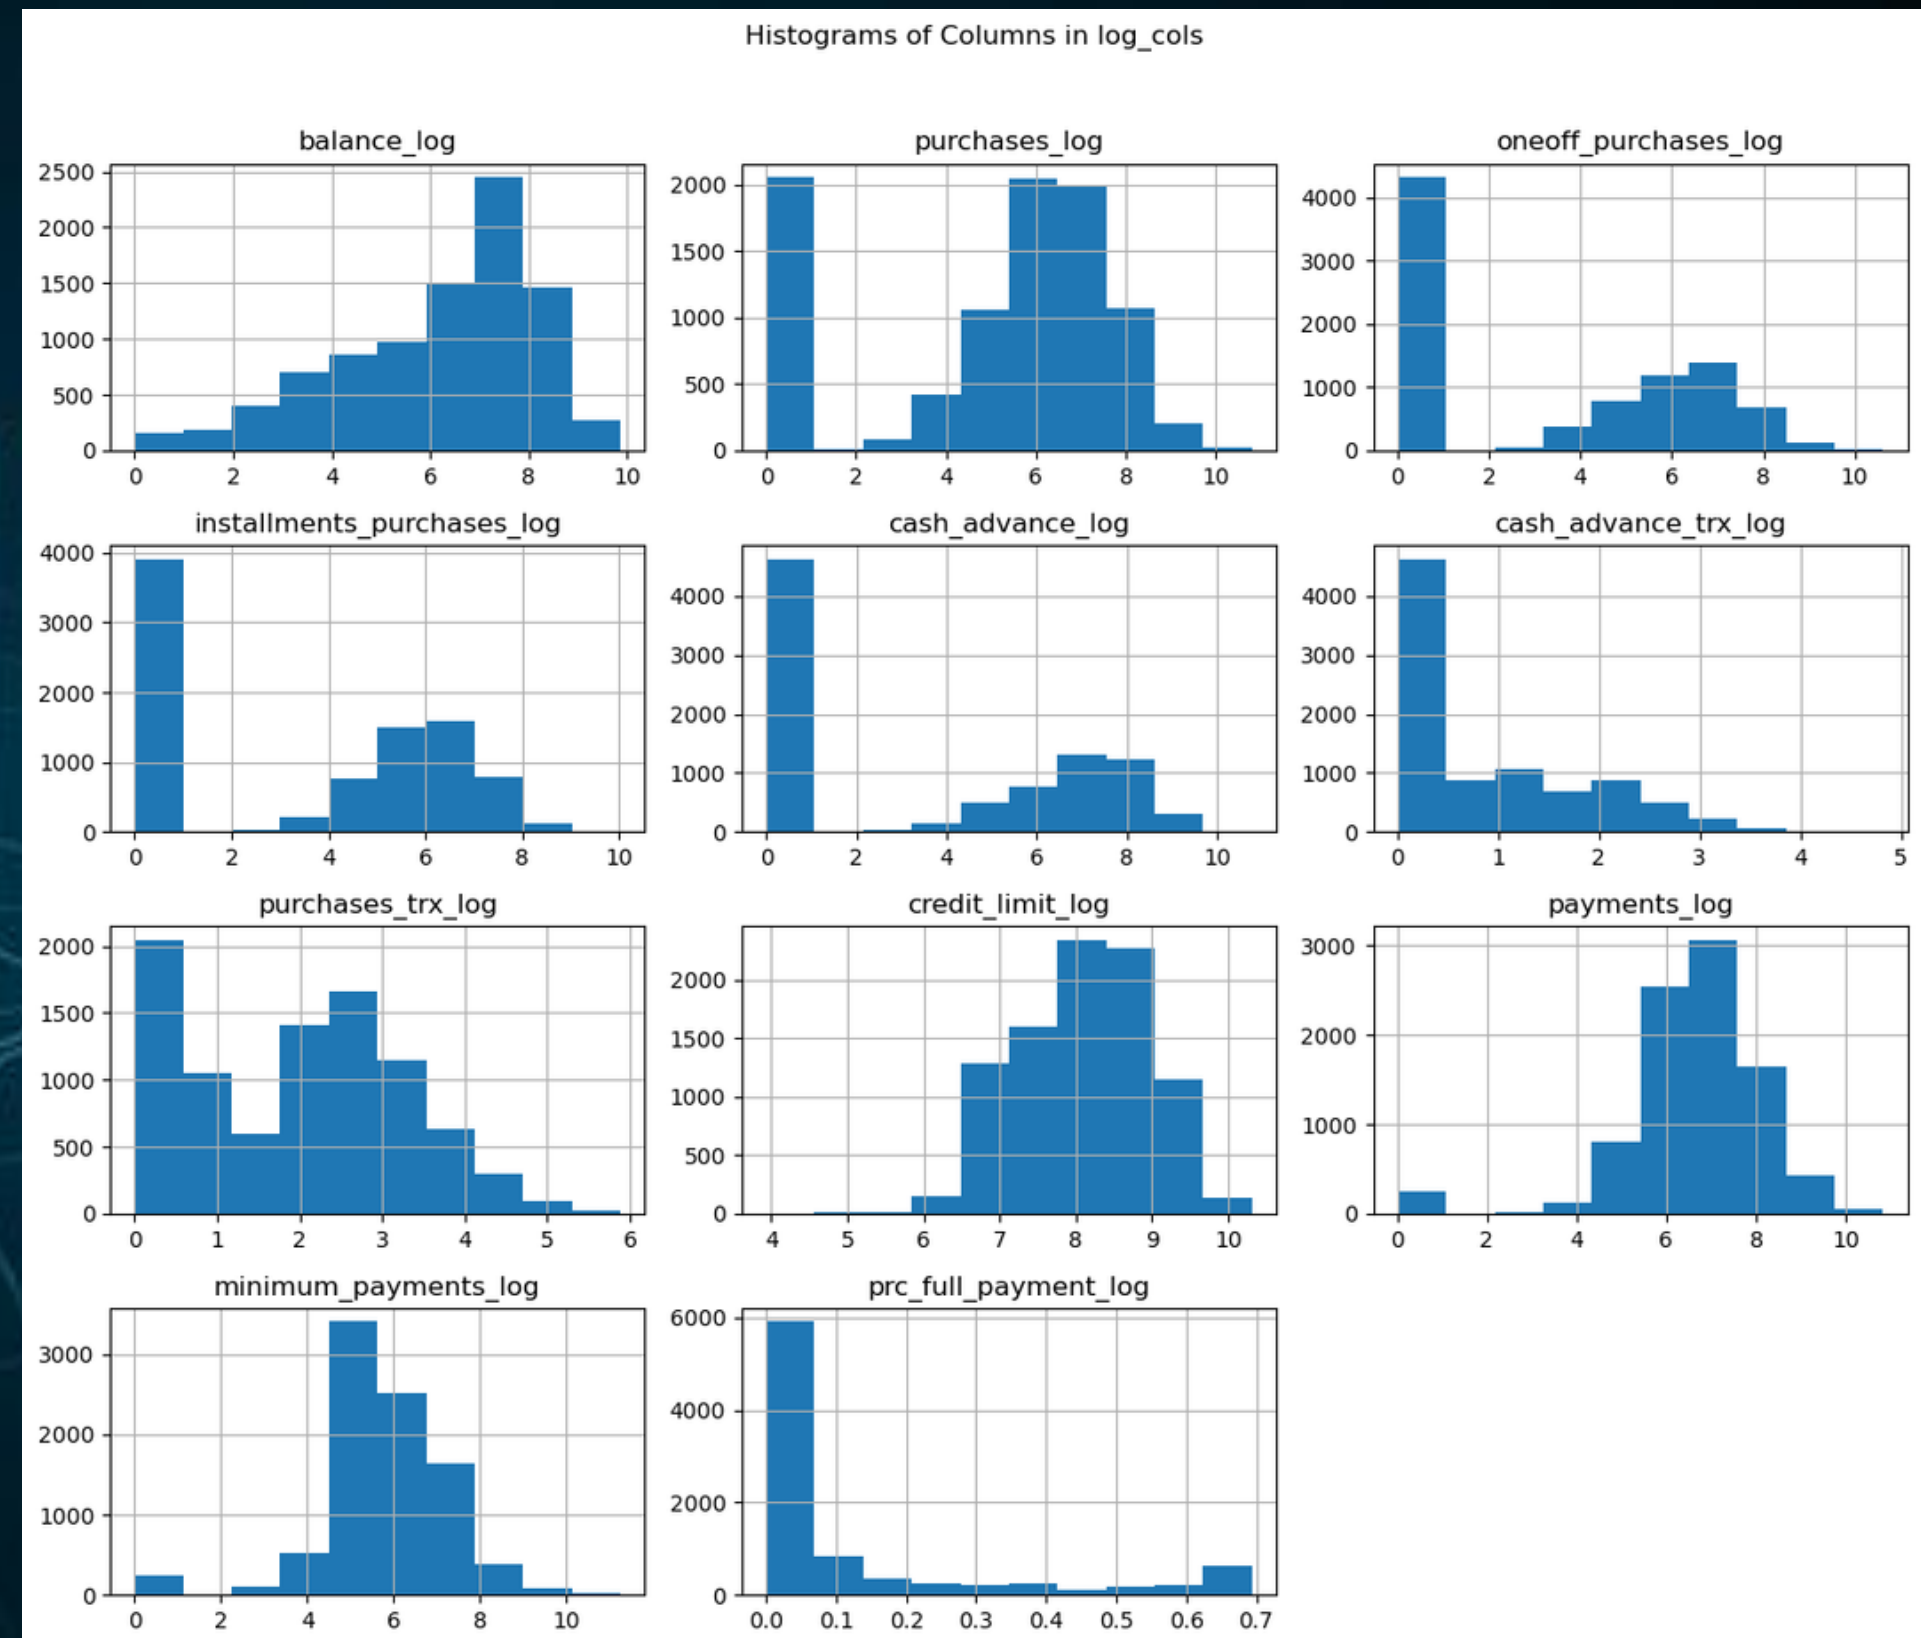 Histograms of Columns in log_cols
balance_log
2500
2000
1500
1000
500
0
0 2 4 6 8 10
purchases_log
2000
1500
1000
500
0
0 2 4 6 8 10
oneoff_purchases_log
4000
3000
2000
1000
0
0 2 4 6 8 10
installments_purchases_log
4000
3000
2000
1000
0
0 2 4 6 8 10
cash_advance_log
4000
3000
2000
1000
0
0 2 4 6 8 10
cash_advance_trx_log
4000
3000
2000
1000
0
0 1 2 3 4 5
purchases_trx_log
2000
1500
1000
500
0
0 1 2 3 4 5 6
credit_limit_log
2000
1500
1000
500
0
4 5 6 7 8 9 10
payments_log
3000
2000
1000
0
0 2 4 6 8 10
minimum_payments_log
3000
2000
1000
0
0 2 4 6 8 10
prc_full_payment_log
6000
4000
2000
0
0.0 0.1 0.2 0.3 0.4 0.5 0.6 0.7